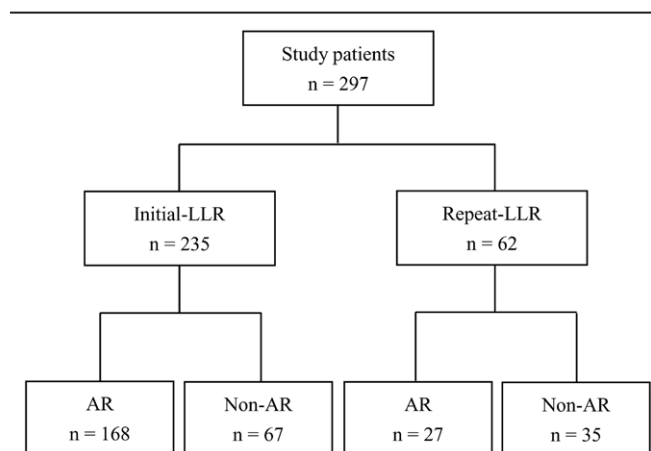 Study patients
n = 297
Initial-LLR
n = 235
Repeat-LLR
n = 62
AR
n = 168
Non-AR
n = 67
AR
n = 27
Non-AR
n = 35